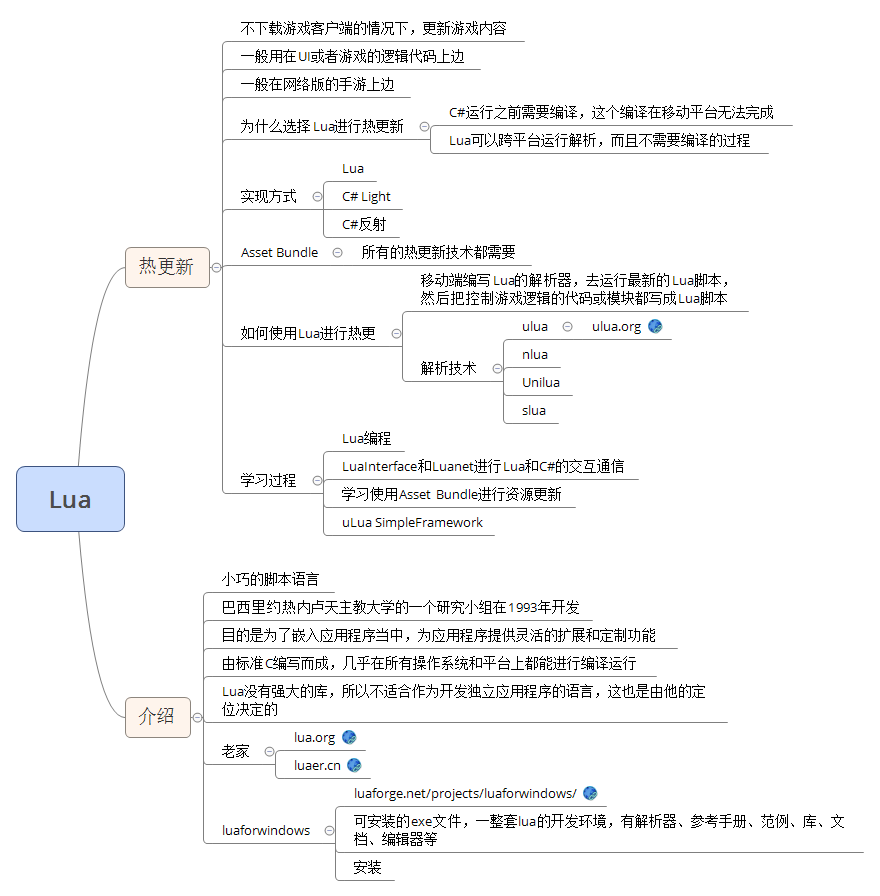 不下载游戏客户端的情况下，更新游戏内容
一般用在UI或者游戏的逻辑代码上边
一般在网络版的手游上边
为什么选择Lua进行热更新
C#运行之前需要编译，这个编译在移动平台无法完成
Lua可以跨平台运行解析，而且不需要编译的过程
实现方式
Lua
C# Light
C#反射
热更新
Asset Bundle
所有的热更新技术都需要
如何使用Lua进行热更
移动端编写Lua的解析器，去运行最新的Lua脚本，
然后把控制游戏逻辑的代码或模块都写成Lua脚本
解析技术
ulua
ulua.org
nlua
Unilua
slua
学习过程
Lua编程
LuaInterface和Luanet进行Lua和C#的交互通信
学习使用Asset Bundle进行资源更新
uLua SimpleFramework
Lua
介绍
小巧的脚本语言
巴西里约热内卢天主教大学的一个研究小组在1993年开发
目的是为了嵌入应用程序当中，为应用程序提供灵活的扩展和定制功能
由标准C编写而成，几乎在所有操作系统和平台上都能进行编译运行
Lua没有强大的库，所以不适合作为开发独立应用程序的语言，这也是由他的定
位决定的
老家
lua.org
luaer.cn
luaforwindows
luaforge.net/projects/luaforwindows/
可安装的exe文件，一整套lua的开发环境，有解析器、参考手册、范例、库、文
档、编辑器等
安装